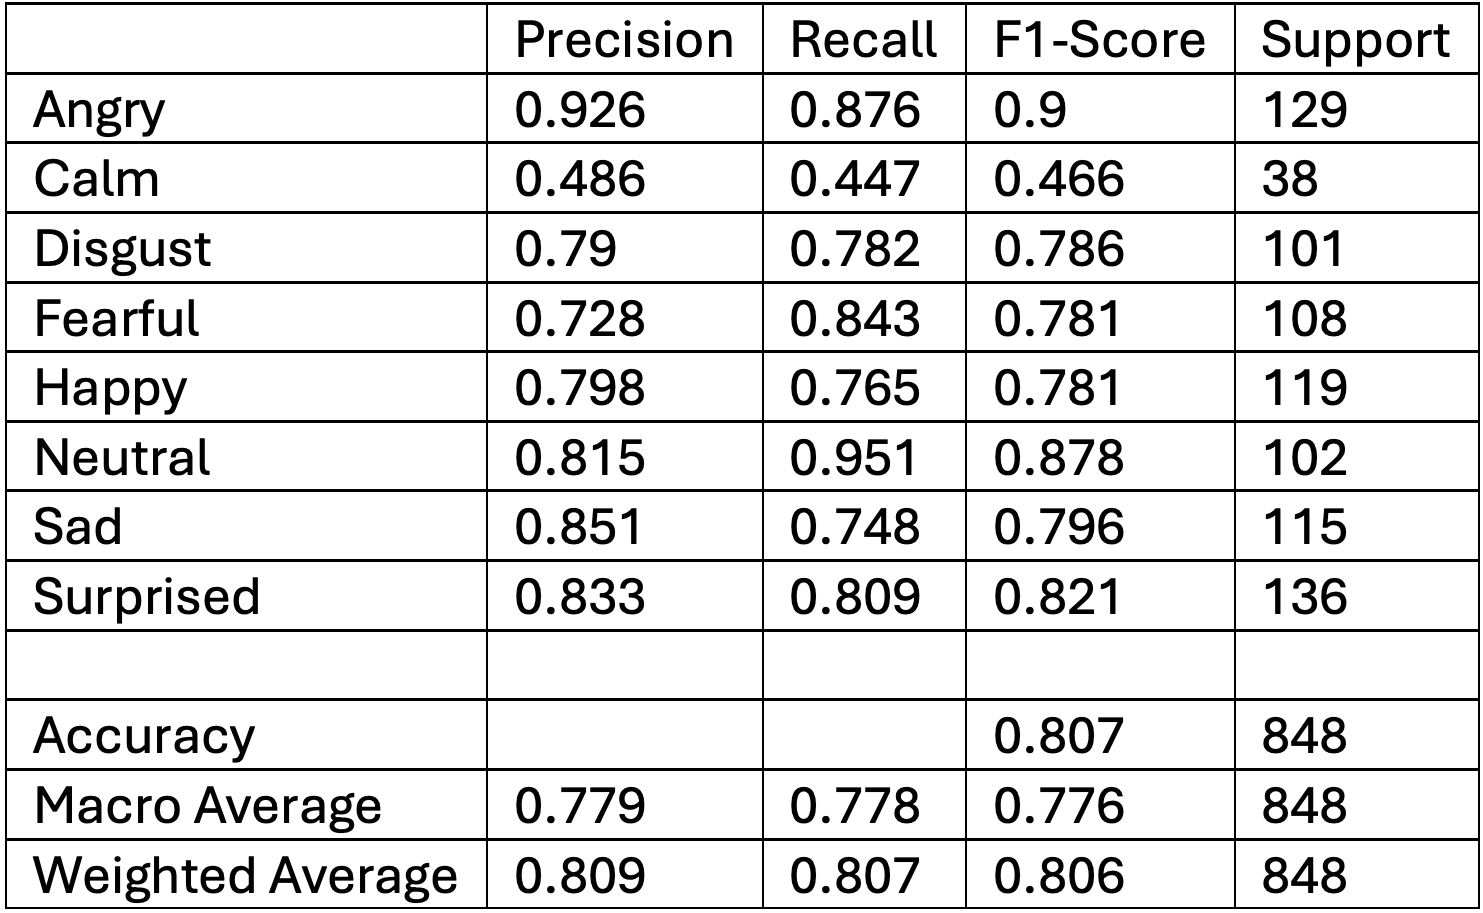 Precision Recall F1-Score Support
Angry 0.926 0.876 0.9 129
Calm 0.486 0.447 0.466 38
Disgust 0.79 0.782 0.786 101
Fearful 0.728 0.843 0.781 108
Happy 0.798 0.765 0.781 119
Neutral 0.815 0.951 0.878 102
Sad 0.851 0.748 0.796 115
Surprised 0.833 0.809 0.821 136
Accuracy 0.807 848
Macro Average 0.779 0.778 0.776 848
Weighted Average 0.809 0.807 0.806 848